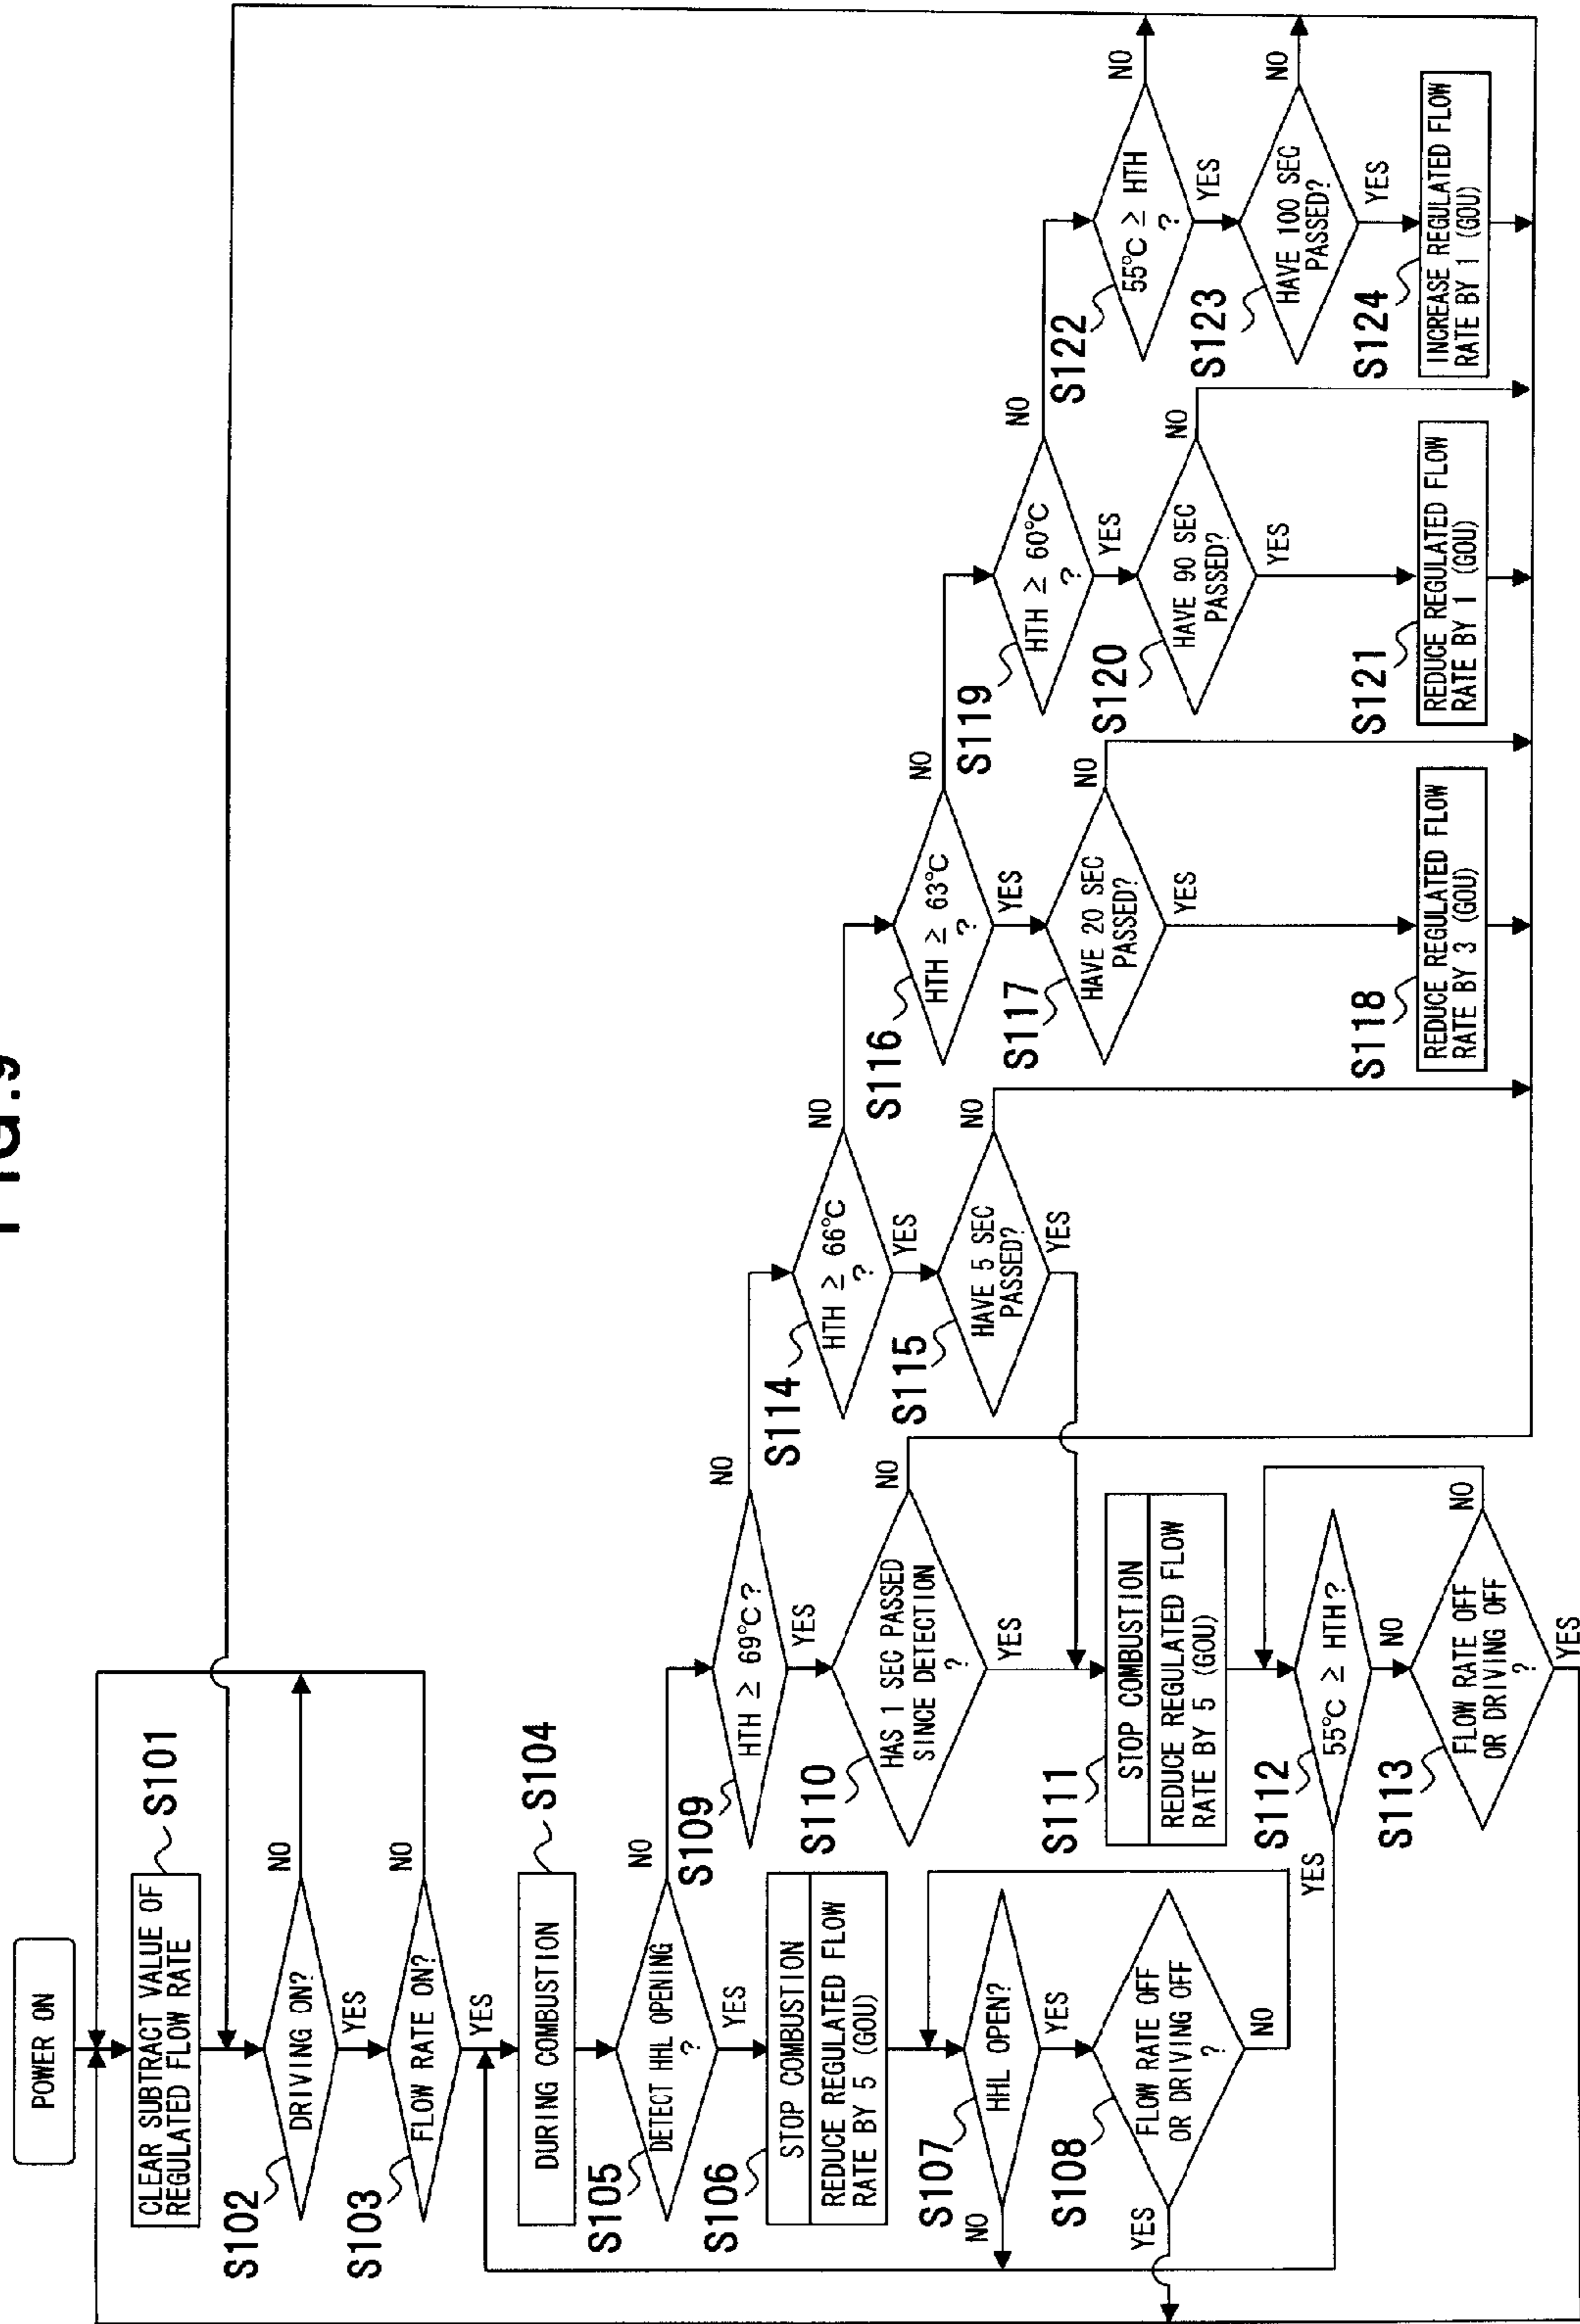 FIG.9
POWER ON
CLEAR SUBTRACT VALUE OF
REGULATED FLOW RATE
S101
DRIVING ON?
S102
NO
YES
FLOW RATE ON?
S103
NO
YES
DURING COMBUSTION
S104
DETECT HHL OPENING
?
S105
NO
YES
STOP COMBUSTION
REDUCE REGULATED FLOW
RATE BY 5 (GOU)
S106
HHL OPEN?
S107
NO
YES
FLOW RATE OFF
OR DRIVING OFF
?
S108
YES
NO
HTH ≥ 69°C?
S109
NO
YES
HAS 1 SEC PASSED
SINCE DETECTION
?
S110
NO
YES
STOP COMBUSTION
REDUCE REGULATED FLOW
RATE BY 5 (GOU)
S111
55°C ≥ HTH?
S112
YES
NO
FLOW RATE OFF
OR DRIVING OFF
?
S113
NO
YES
HTH ≥ 66°C
?
S114
NO
YES
HAVE 5 SEC
PASSED?
S115
NO
YES
HTH ≥ 63°C
?
S116
NO
YES
HAVE 20 SEC
PASSED?
S117
NO
YES
REDUCE REGULATED FLOW
RATE BY 3 (GOU)
S118
HTH ≥ 60°C
?
S119
NO
YES
HAVE 90 SEC
PASSED?
S120
NO
YES
REDUCE REGULATED FLOW
RATE BY 1 (GOU)
S121
55°C ≥ HTH
?
S122
NO
YES
HAVE 100 SEC
PASSED?
S123
NO
YES
INCREASE REGULATED FLOW
RATE BY 1 (GOU)
S124